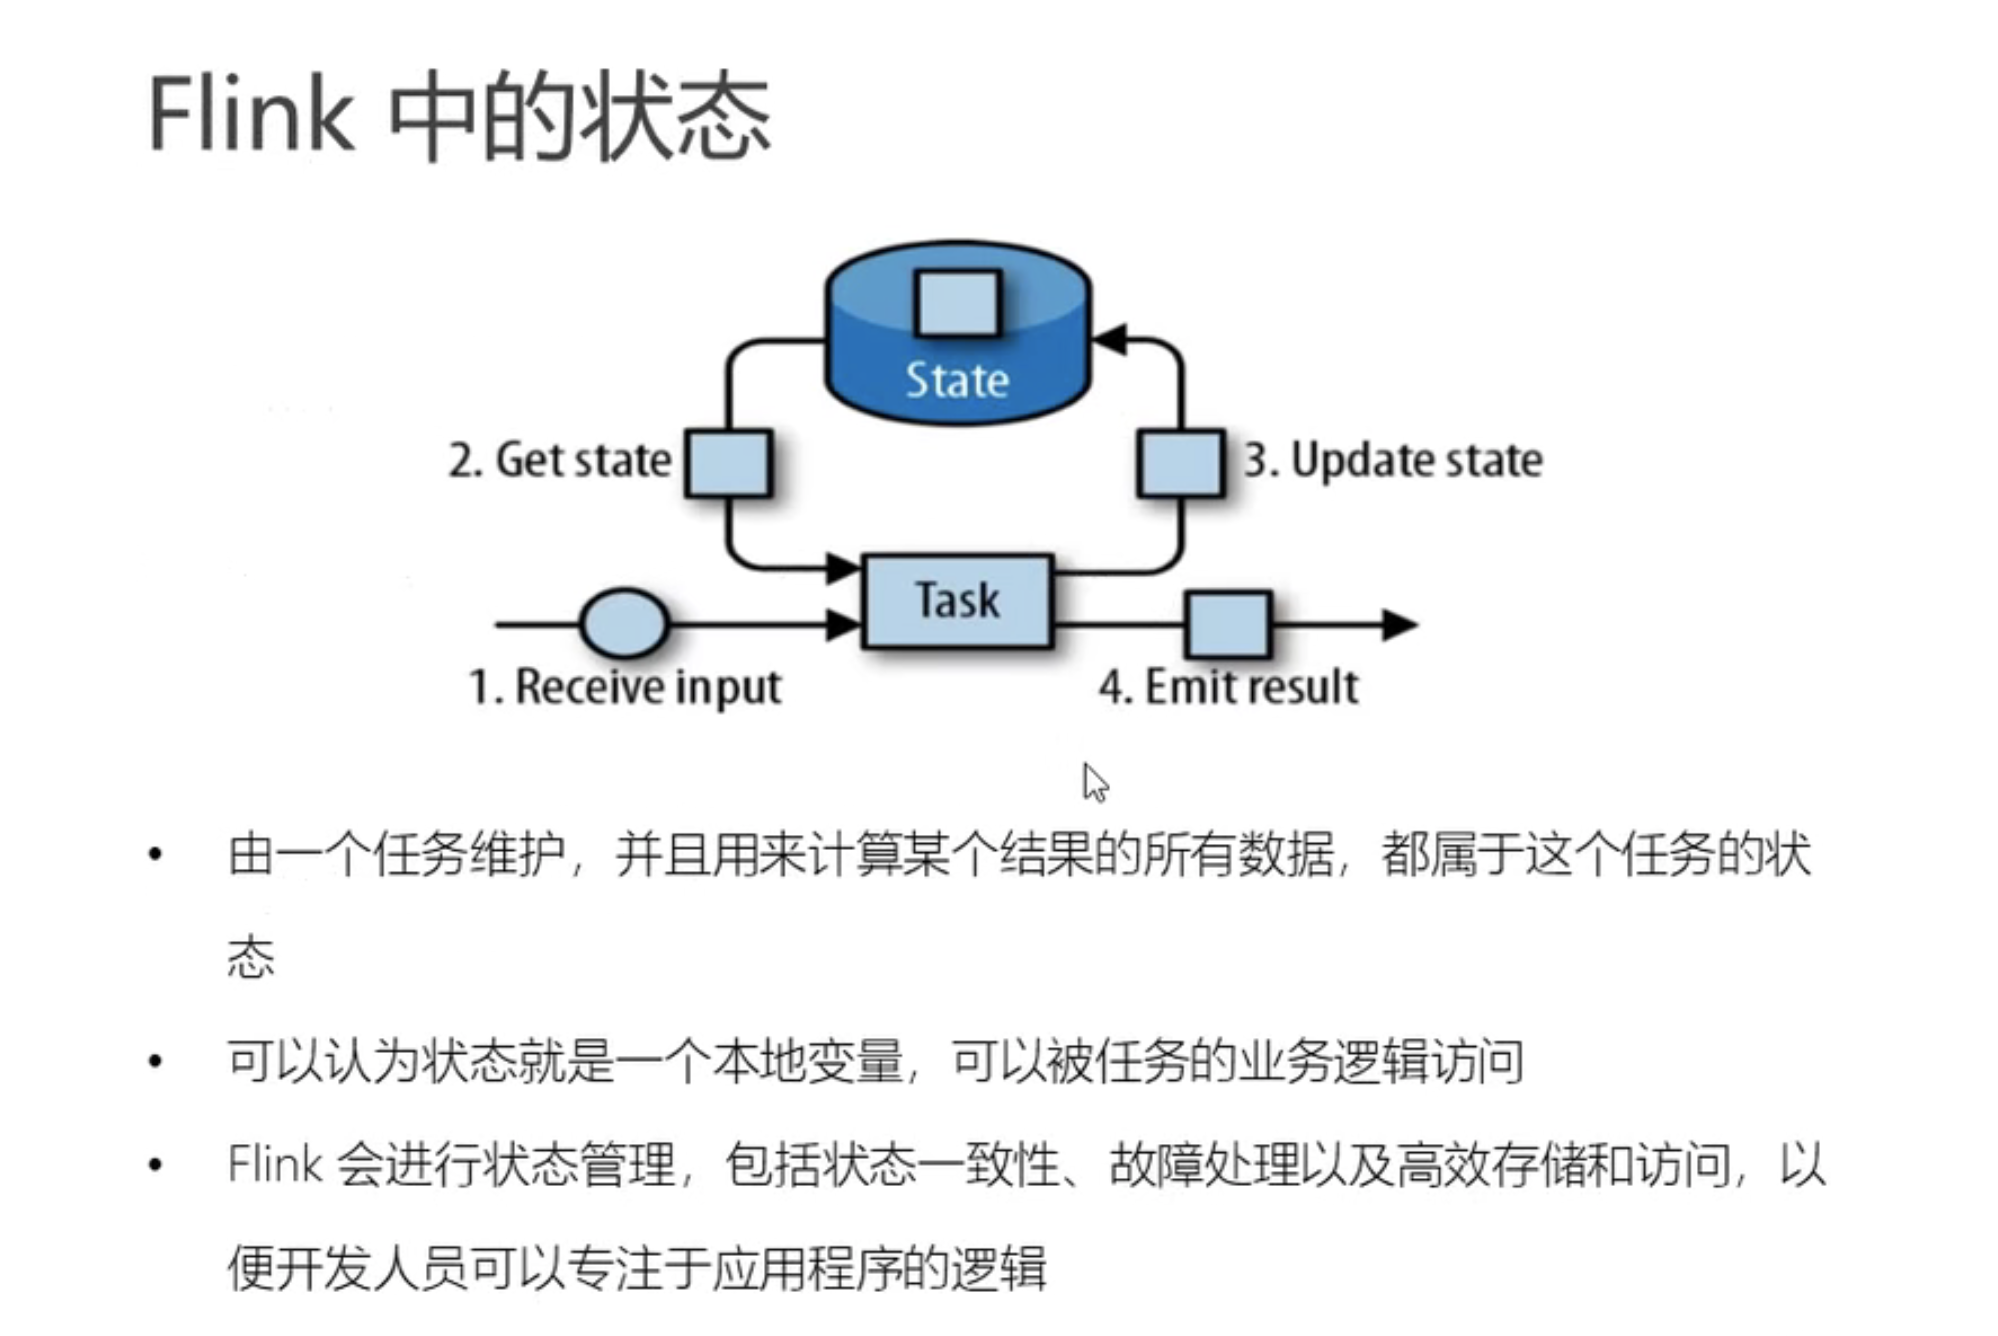 Flink 中的状态
State
2. Get state
3. Update state
Task
1. Receive input
4. Emit result
• 由一个任务维护，并且用来计算某个结果的所有数据，都属于这个任务的状
态
• 可以认为状态就是一个本地变量，可以被任务的业务逻辑访问
• Flink 会进行状态管理，包括状态一致性、故障处理以及高效存储和访问，以
便开发人员可以专注于应用程序的逻辑